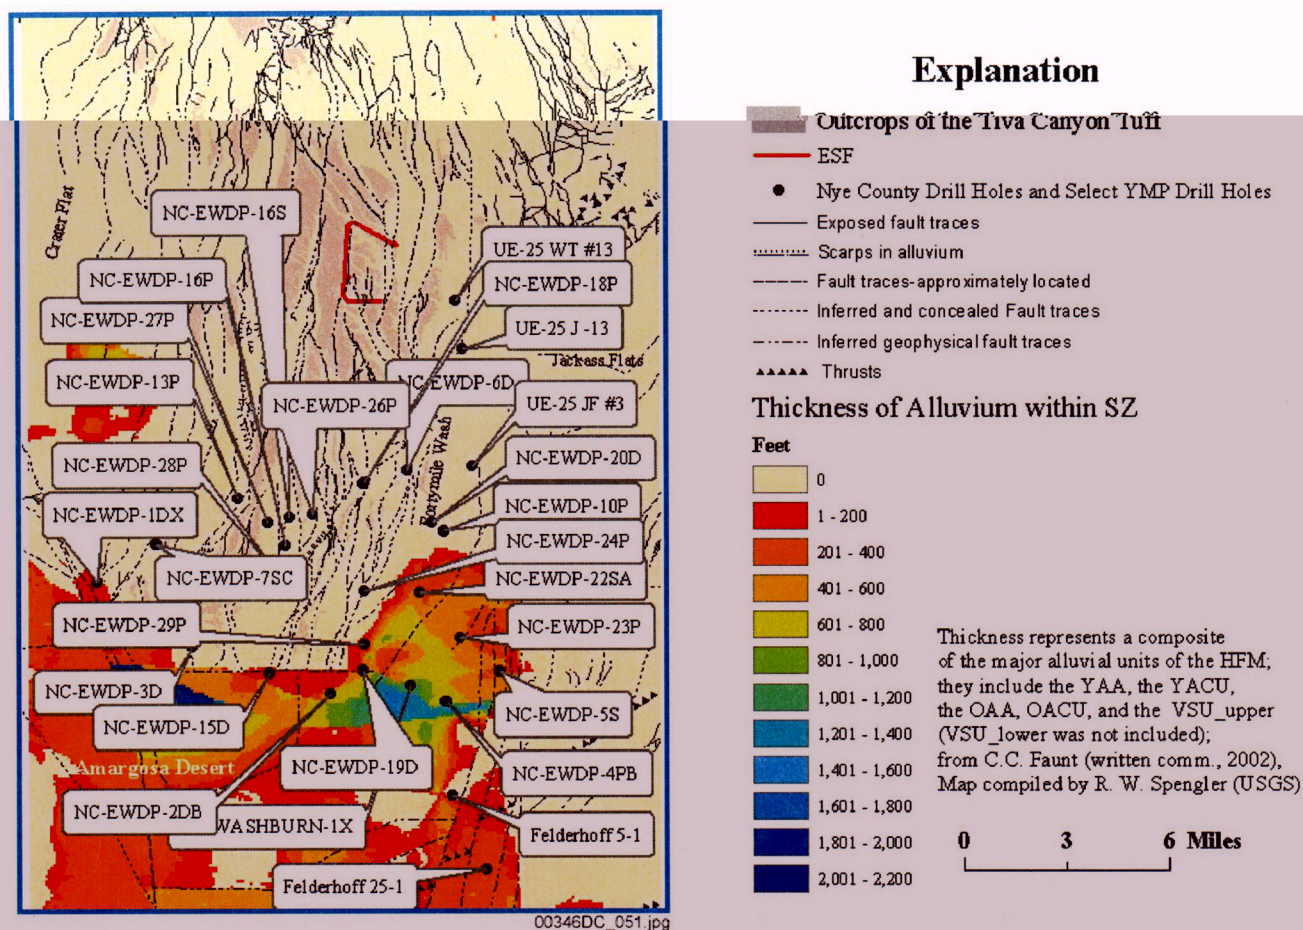 Explanation
Outcrops of the Tiva Canyon Tuff
ESF
Nye County Drill Holes and Select YMP Drill Holes
Exposed fault traces
Scarps in alluvium
Fault traces-approximately located
Inferred and concealed Fault traces
Inferred geophysical fault traces
Thrusts
Thickness of Alluvium within SZ
Feet
0
1 - 200
201 - 400
401 - 600
601 - 800
801 - 1,000
1,001 - 1,200
1,201 - 1,400
1,401 - 1,600
1,601 - 1,800
1,801 - 2,000
2,001 - 2,200
Thickness represents a composite
of the major alluvial units of the HFM;
they include the YAA, the YACU,
the OAA, OACU, and the VSU_upper
(VSU_lower was not included);
from C.C. Faunt (written comm., 2002),
Map compiled by R. W. Spengler (USGS)
0 3 6 Miles
Crater Flat
NC-EWDP-16S
NC-EWDP-16P
NC-EWDP-27P
NC-EWDP-13P
NC-EWDP-26P
NC-EWDP-28P
NC-EWDP-1DX
NC-EWDP-7SC
NC-EWDP-29P
NC-EWDP-3D
NC-EWDP-15D
Amargosa Desert
NC-EWDP-2DB
WASHBURN-1X
NC-EWDP-19D
UE-25 WT #13
NC-EWDP-18P
UE-25 J -13
Jackass Flats
NC-EWDP-6D
UE-25 JF #3
Fortymile Wash
NC-EWDP-20D
NC-EWDP-10P
NC-EWDP-24P
NC-EWDP-22SA
NC-EWDP-23P
NC-EWDP-5S
NC-EWDP-4PB
Felderhoff 5-1
Felderhoff 25-1
00346DC_051.jpg